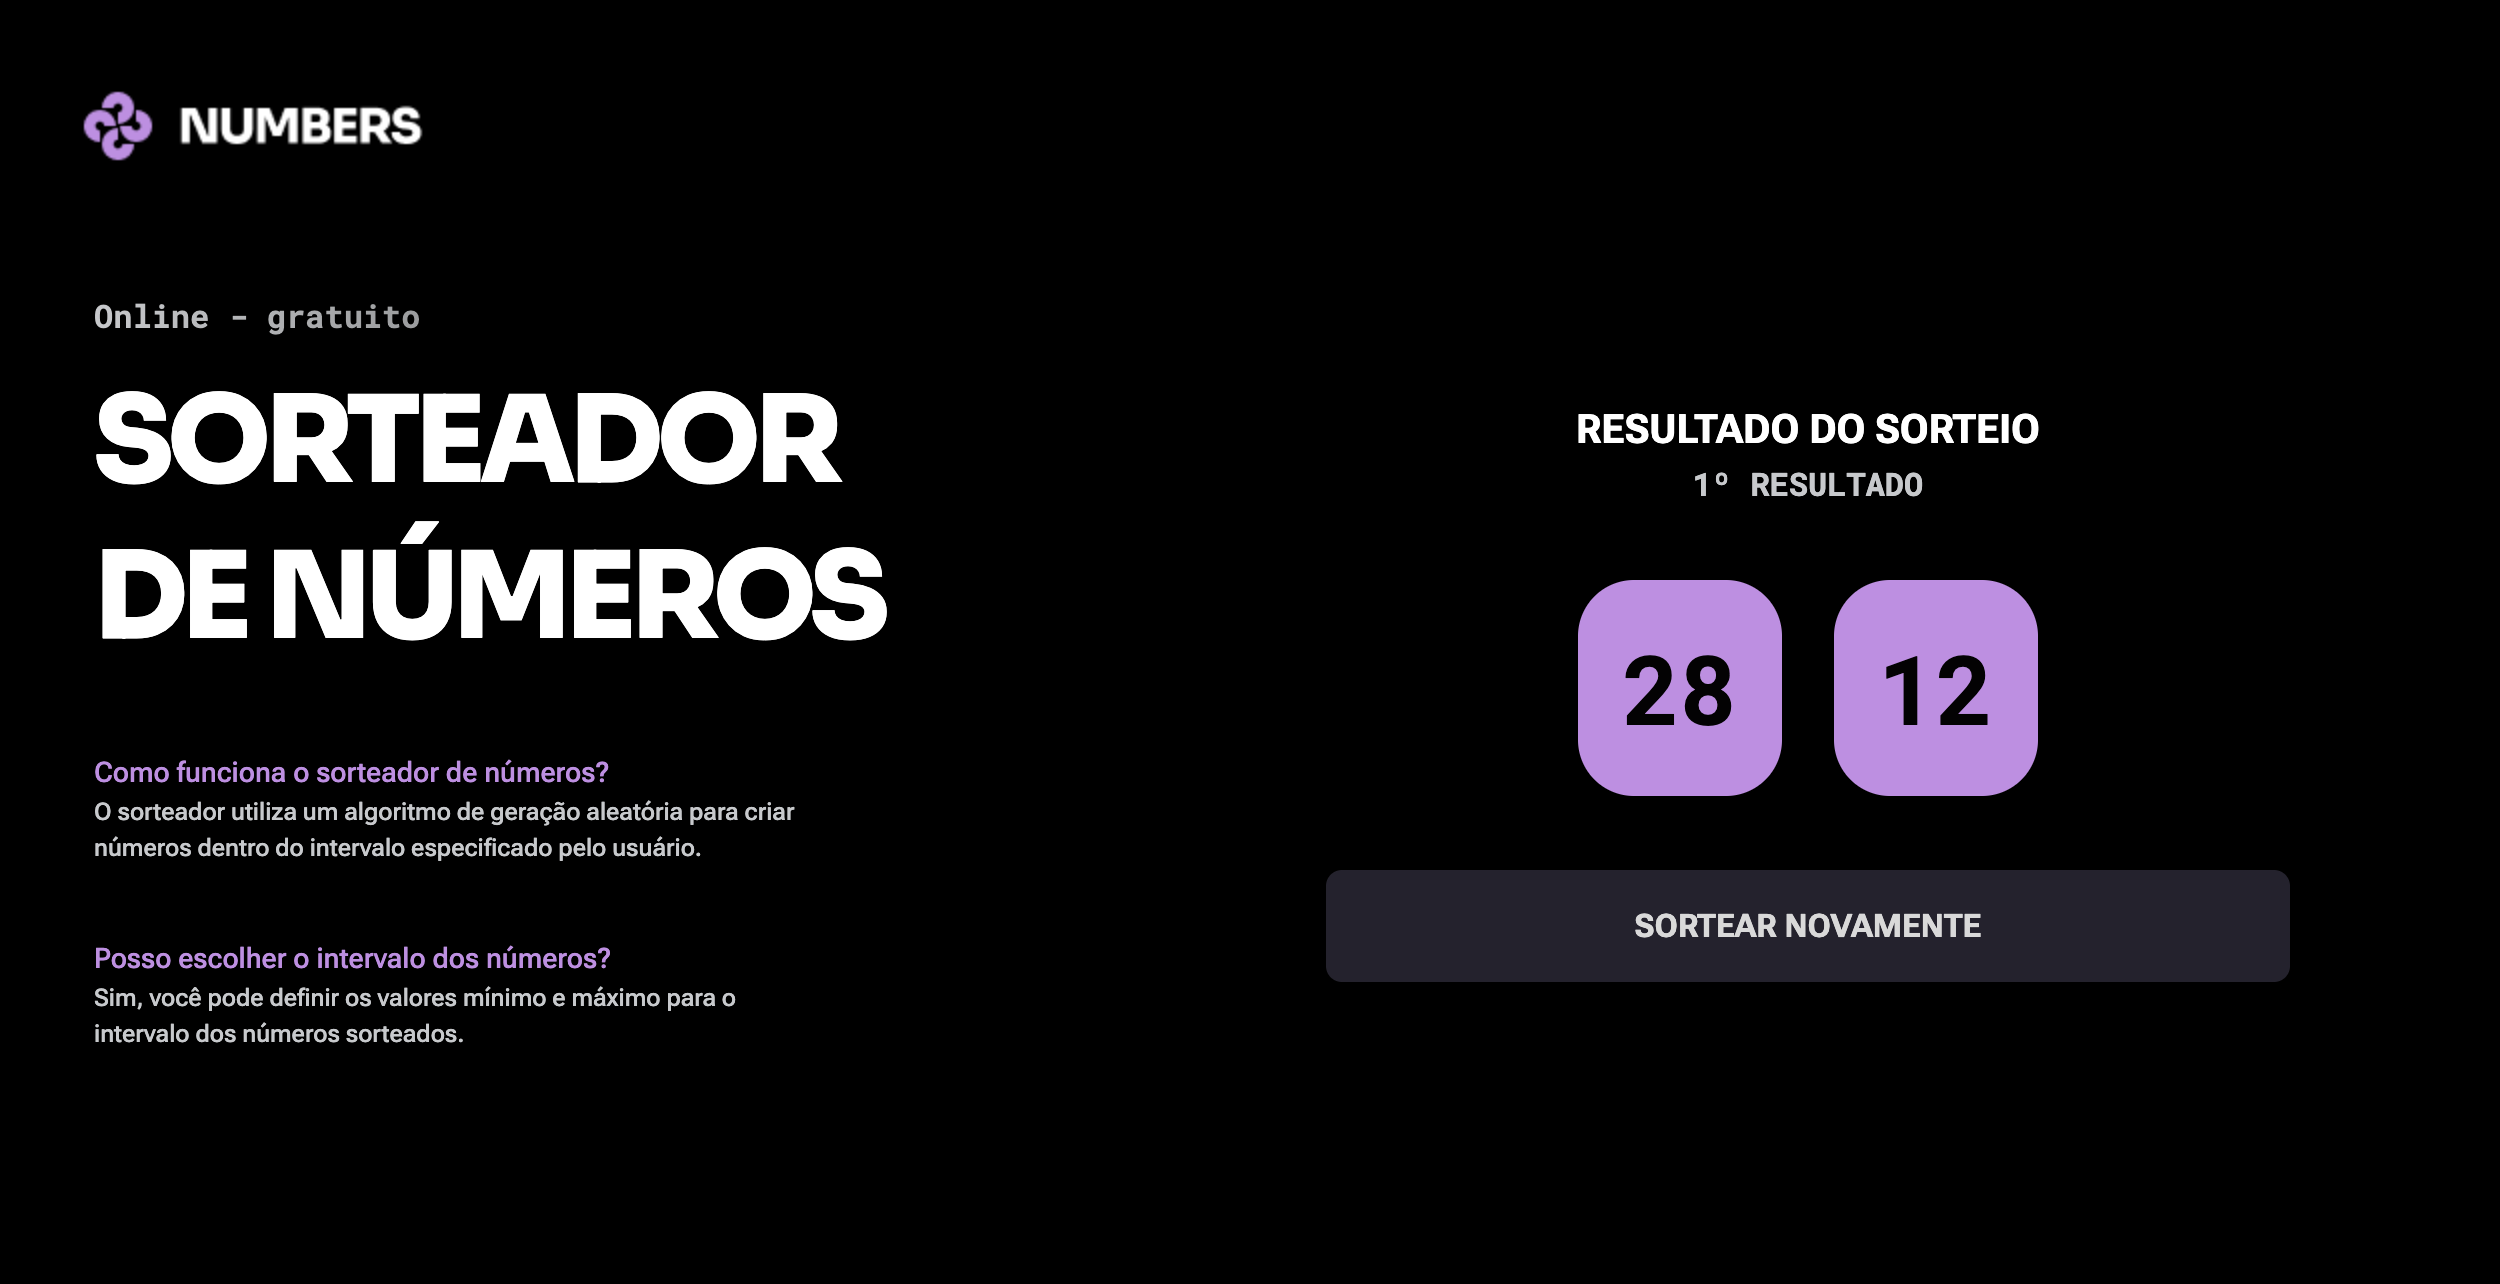 NUMBERS
Online - gratuito
SORTEADOR
DE NÚMEROS
Como funciona o sorteador de números?
O sorteador utiliza um algoritmo de geração aleatória para criar
números dentro do intervalo especificado pelo usuário.
Posso escolher o intervalo dos números?
Sim, você pode definir os valores mínimo e máximo para o
intervalo dos números sorteados.
RESULTADO DO SORTEIO
1º RESULTADO
28 12
SORTEAR NOVAMENTE